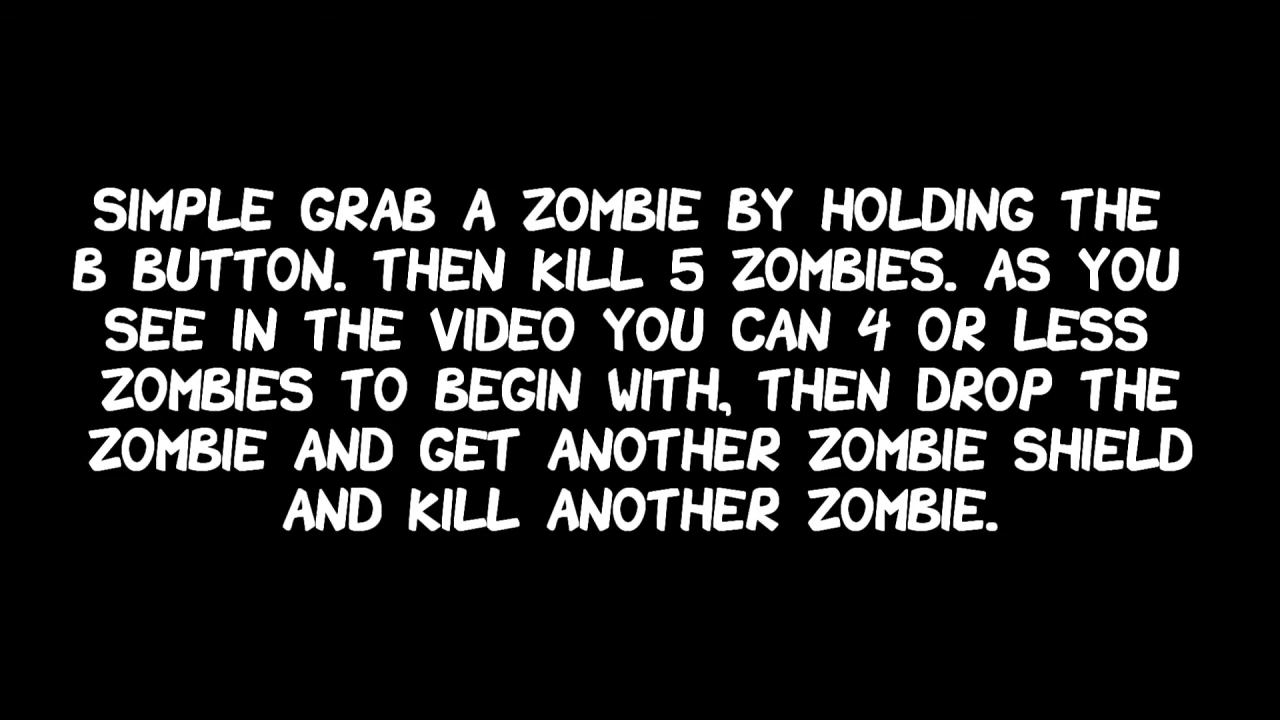 SIMPLE GRAB A ZOMBIE BY HOLDING THE
B BUTTON. THEN KILL 5 ZOMBIES. AS YOU
SEE IN THE VIDEO YOU CAN 4 OR LESS
ZOMBIES TO BEGIN WITH, THEN DROP THE
ZOMBIE AND GET ANOTHER ZOMBIE SHIELD
AND KILL ANOTHER ZOMBIE.